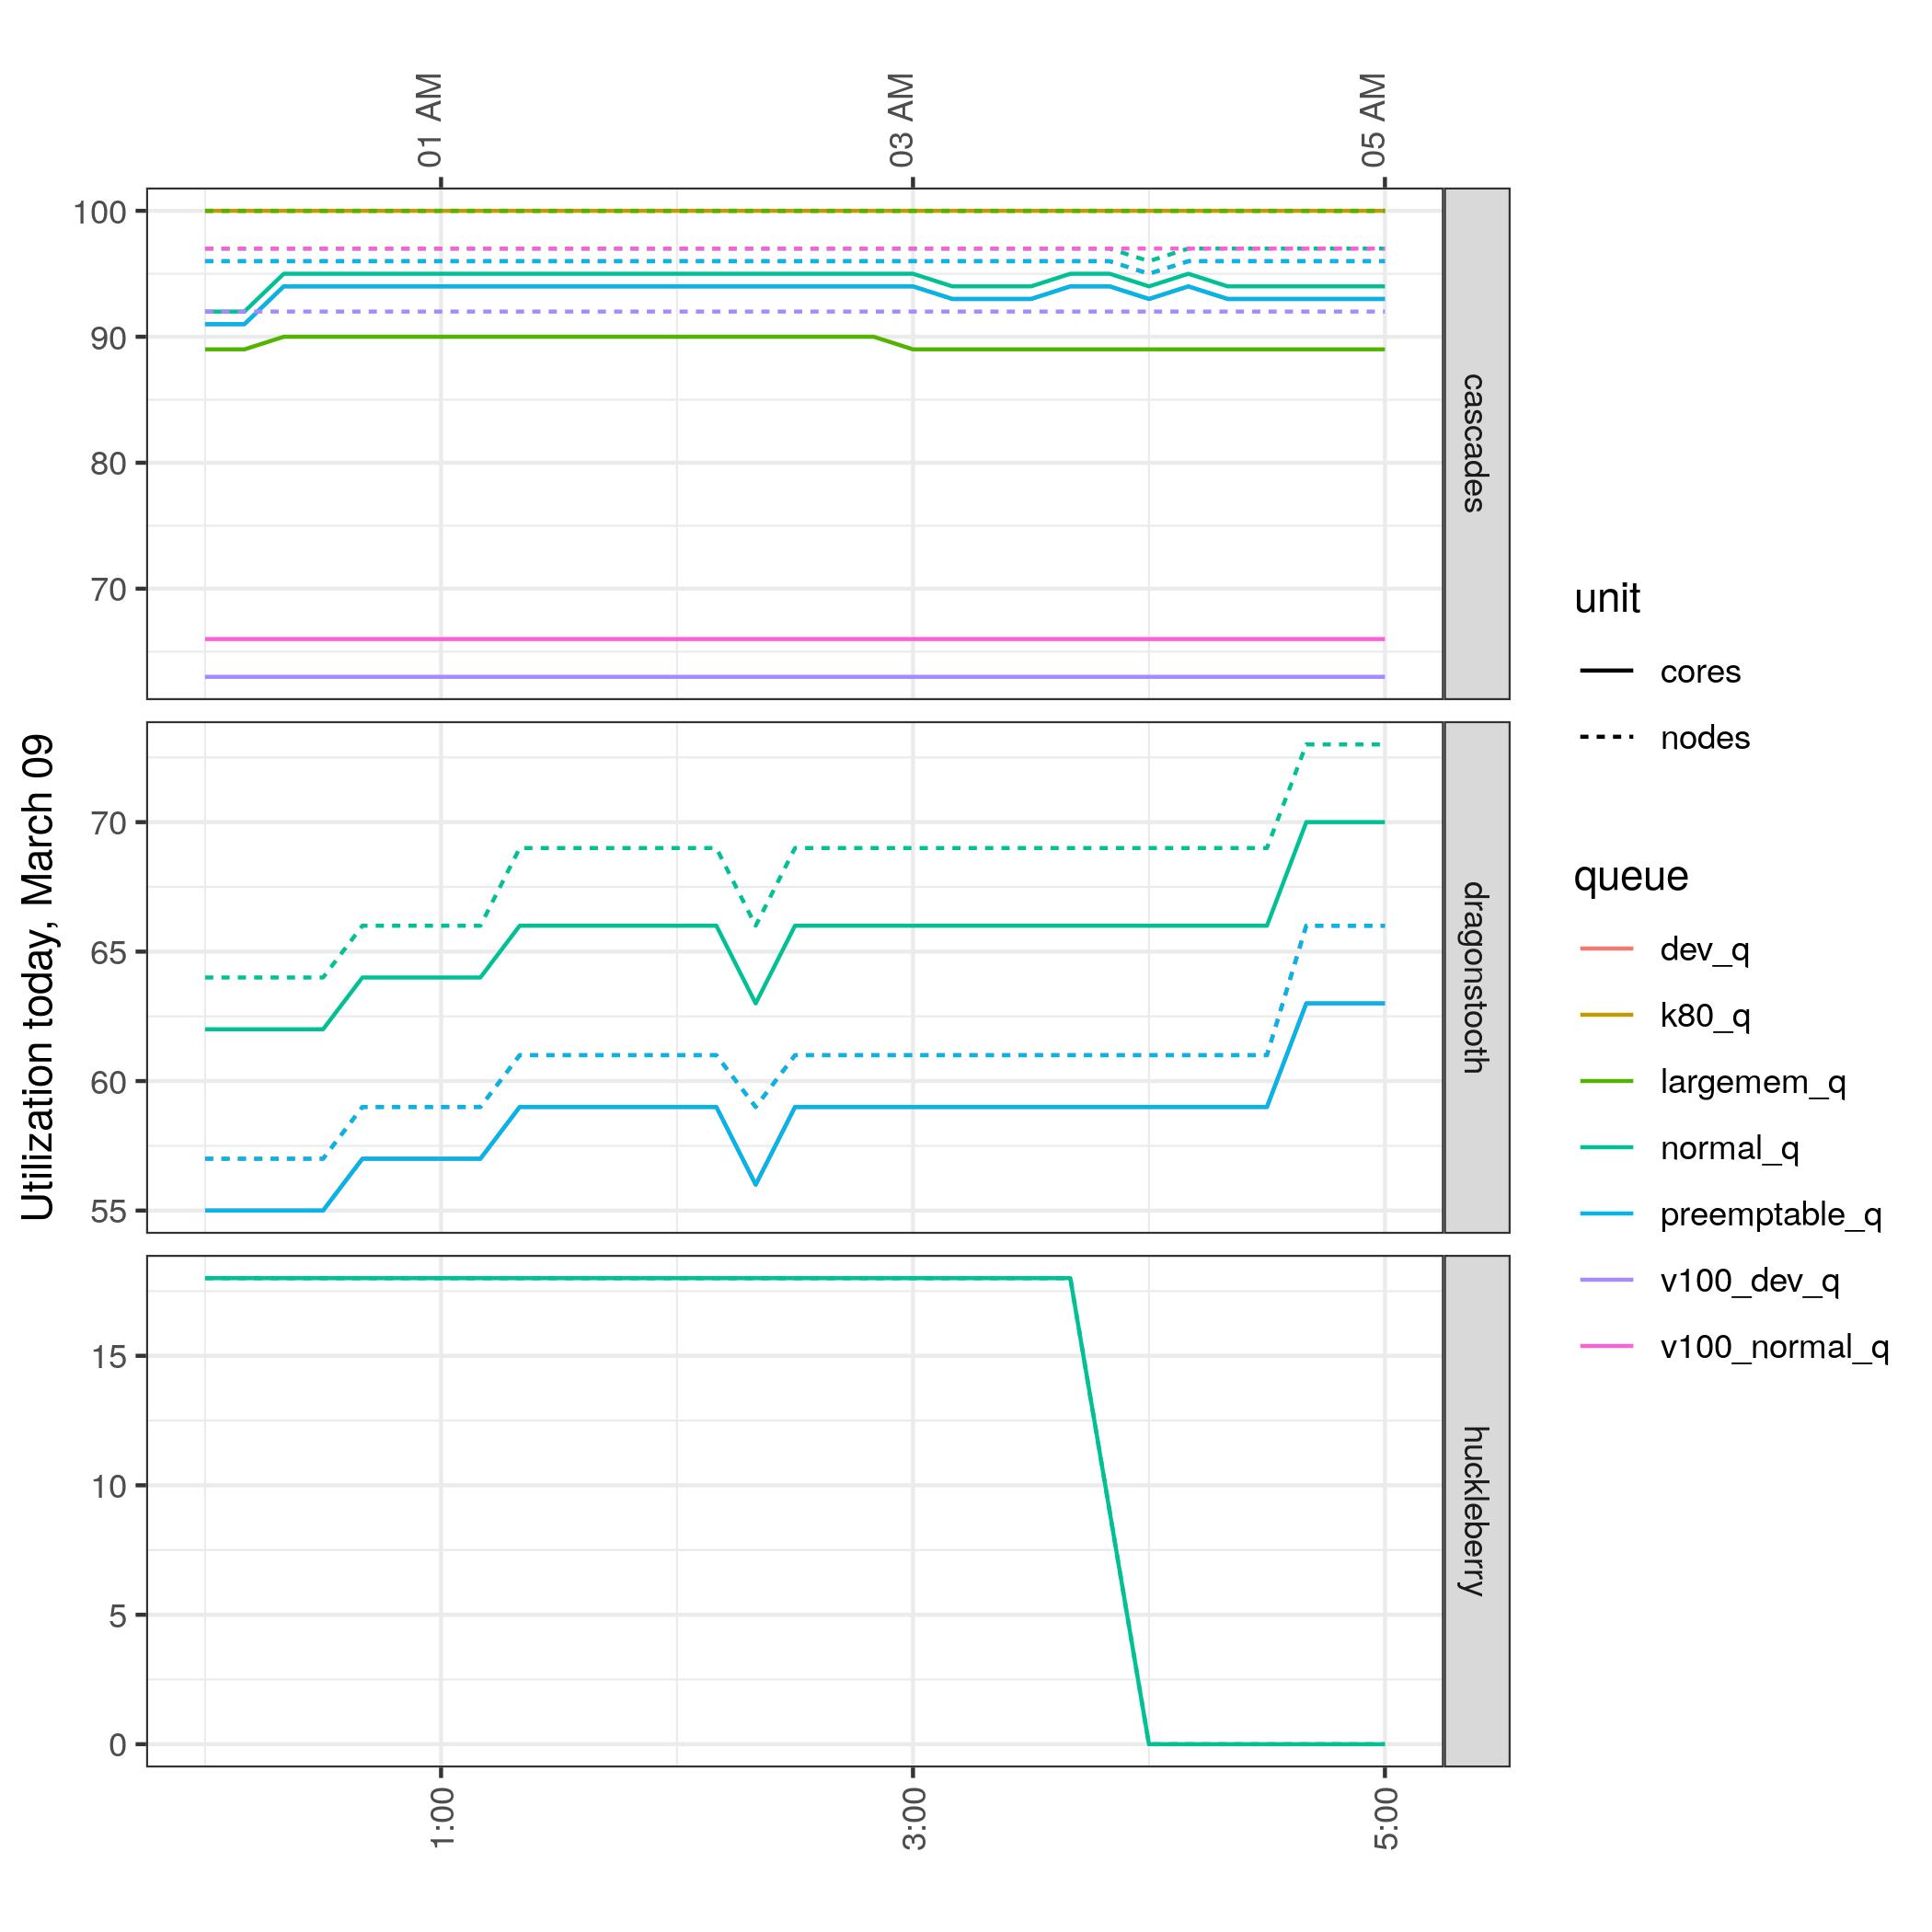 01 AM
03 AM
05 AM
Utilization today, March 09
100
90
80
70
cascades
70
65
60
55
dragonstooth
15
10
5
0
huckleberry
1:00
3:00
5:00
unit
cores
nodes
queue
dev_q
k80_q
largemem_q
normal_q
preemptable_q
v100_dev_q
v100_normal_q